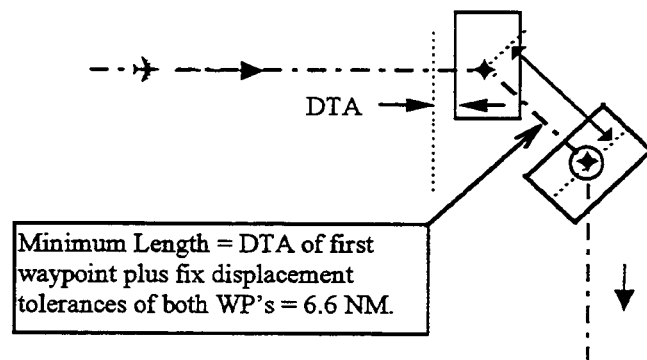 DTA
Minimum Length = DTA of first
waypoint plus fix displacement
tolerances of both WP's = 6.6 NM.